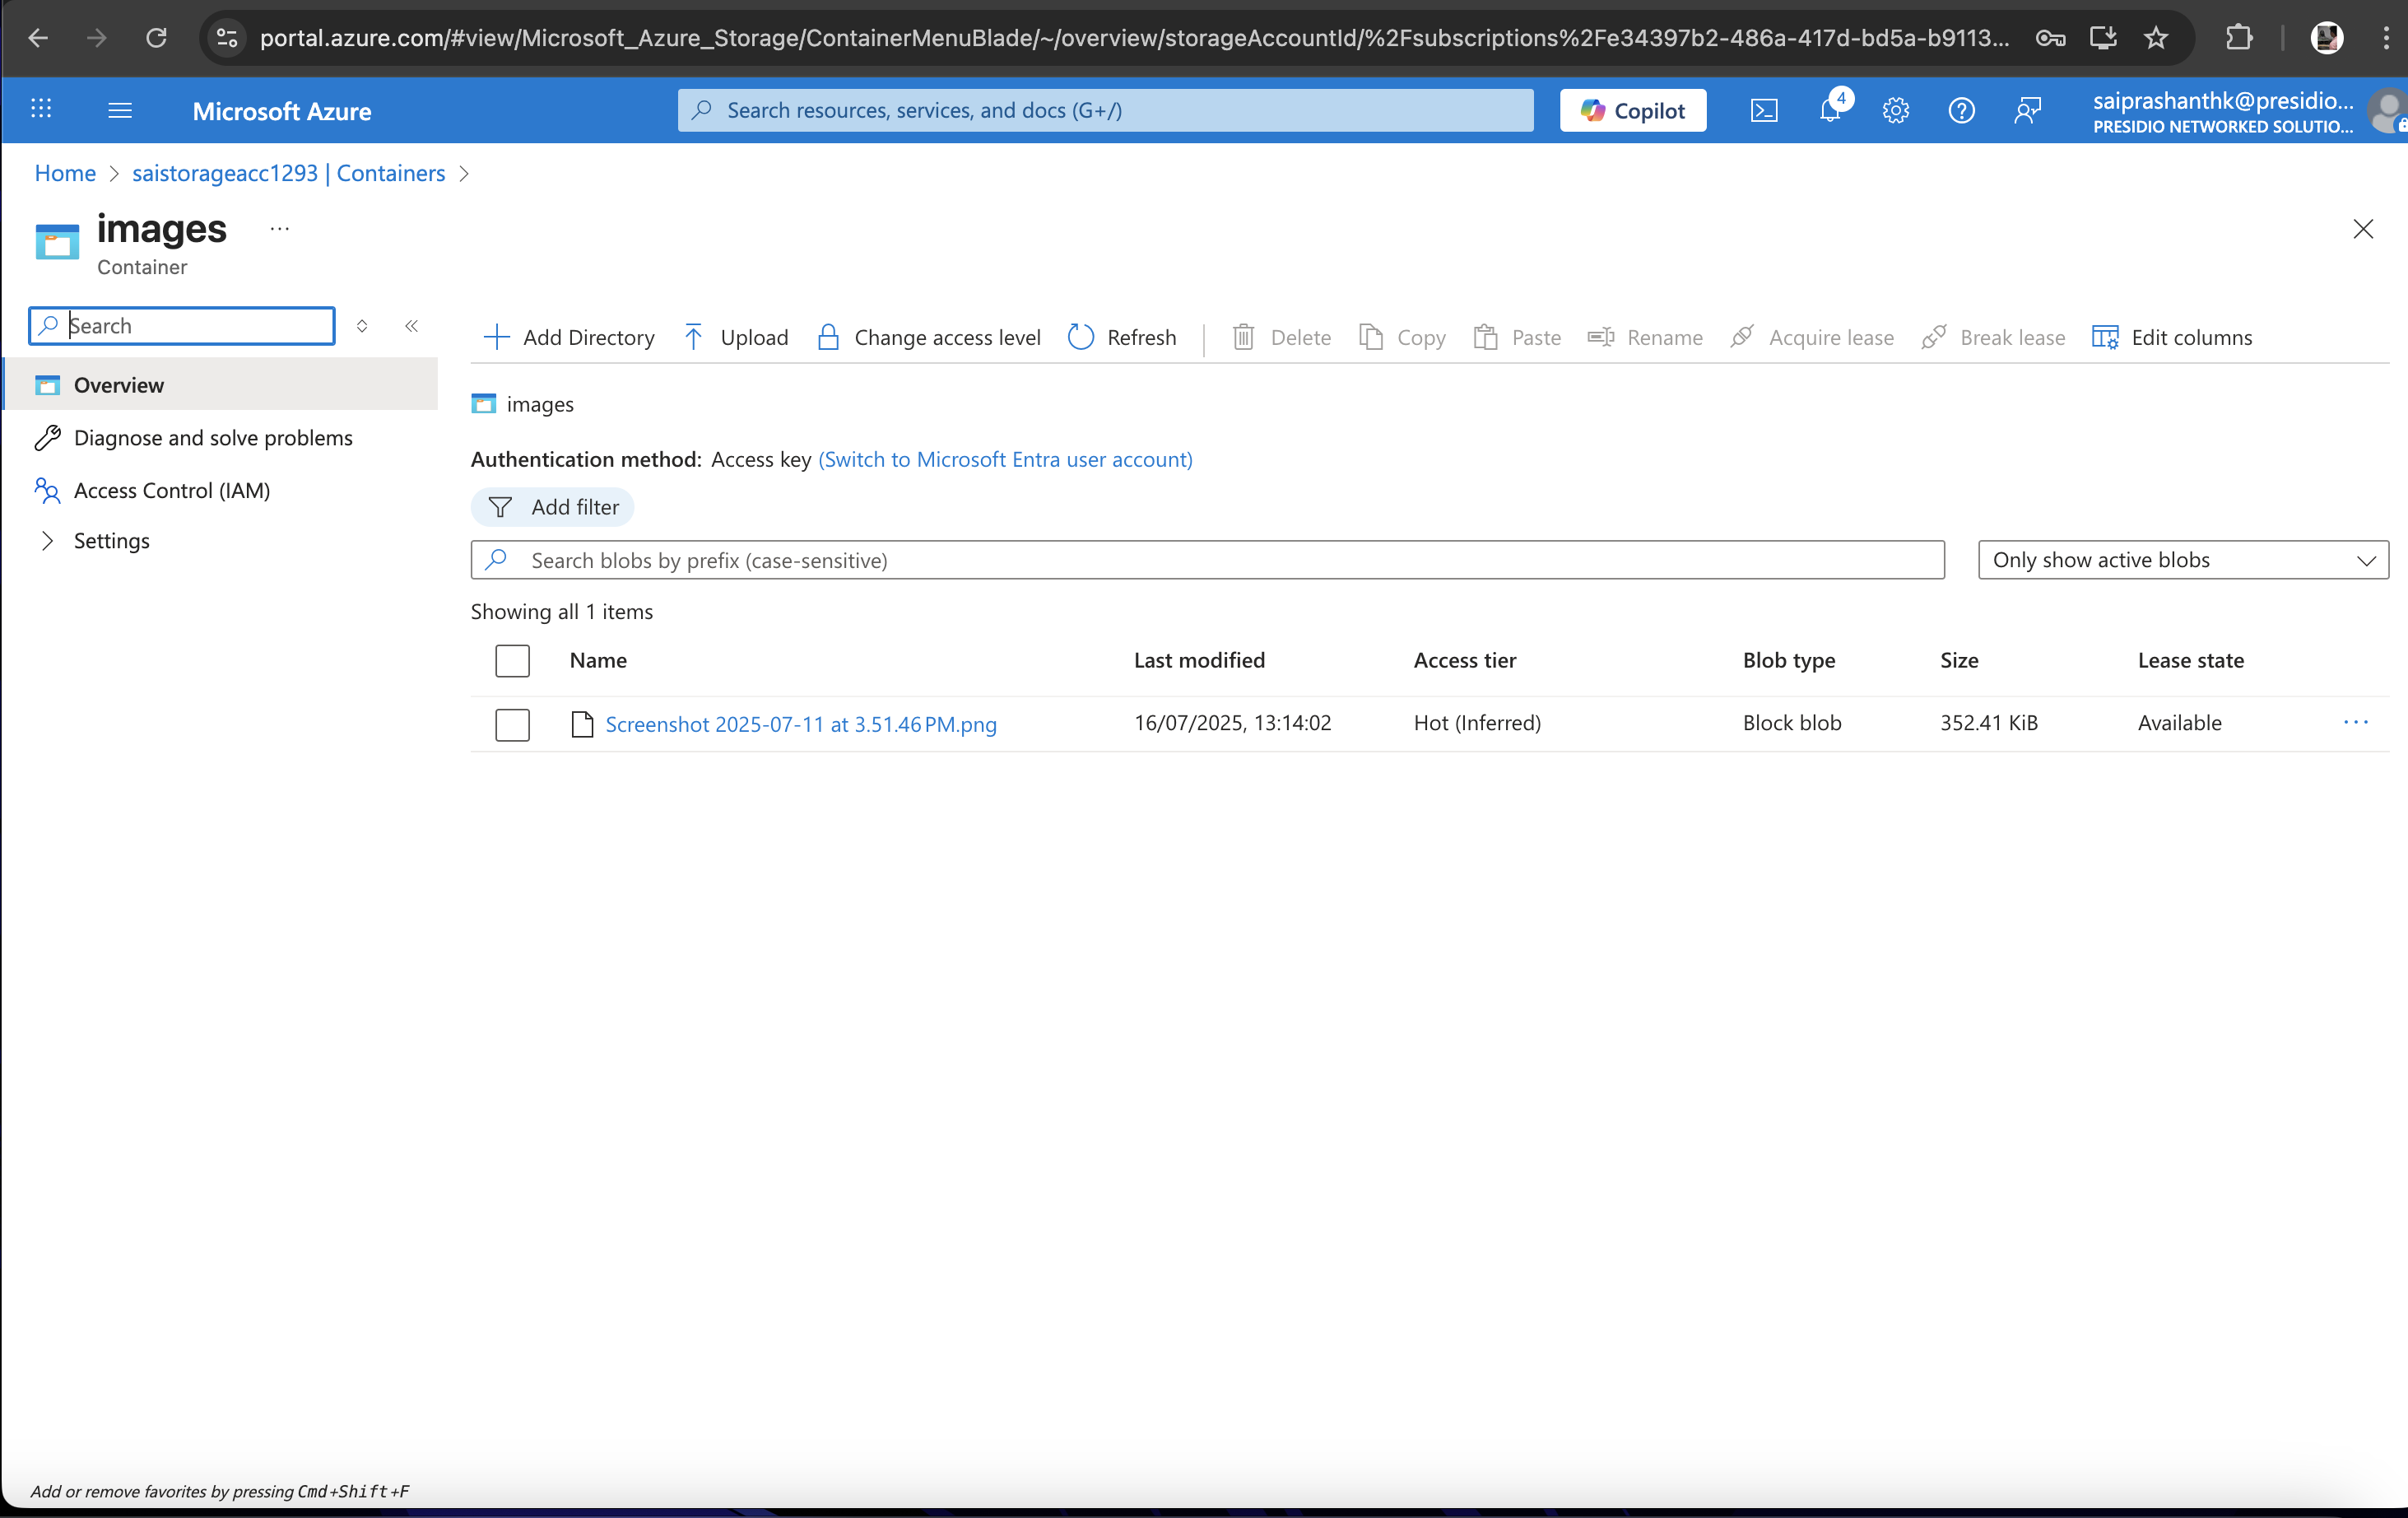 portal.azure.com/#view/Microsoft_Azure_Storage/ContainerMenuBlade/~/overview/storageAccountId/%2Fsubscriptions%2Fe34397b2-486a-417d-bd5a-b9113...
Microsoft Azure
Search resources, services, and docs (G+/)
Copilot
4
saiprashanthk@presidio...
PRESIDIO NETWORKED SOLUTIO...
Home > saistorageacc1293 | Containers >
images ...
Container
Search
Add Directory Upload Change access level Refresh Delete Copy Paste Rename Acquire lease Break lease Edit columns
Overview
Diagnose and solve problems
Access Control (IAM)
Settings
images
Authentication method: Access key (Switch to Microsoft Entra user account)
Add filter
Search blobs by prefix (case-sensitive)
Only show active blobs
Showing all 1 items
Name Last modified Access tier Blob type Size Lease state
Screenshot 2025-07-11 at 3.51.46 PM.png 16/07/2025, 13:14:02 Hot (Inferred) Block blob 352.41 KiB Available ...
Add or remove favorites by pressing Cmd+Shift+F